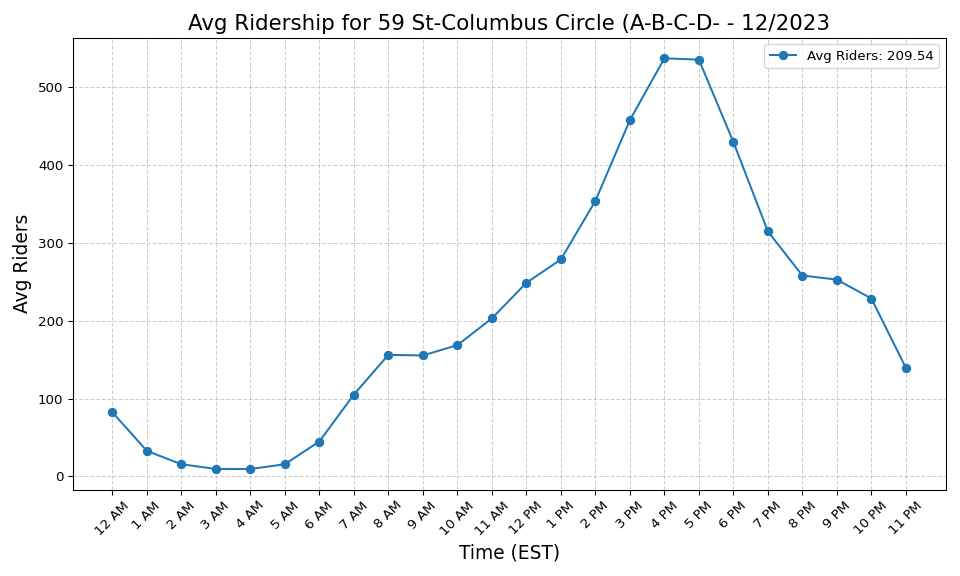 Avg Ridership for 59 St-Columbus Circle (A-B-C-D- - 12/2023
Avg Riders: 209.54
Avg Riders
500
400
300
200
100
0
12 AM
1 AM
2 AM
3 AM
4 AM
5 AM
6 AM
7 AM
8 AM
9 AM
10 AM
11 AM
12 PM
1 PM
2 PM
3 PM
4 PM
5 PM
6 PM
7 PM
8 PM
9 PM
10 PM
11 PM
Time (EST)